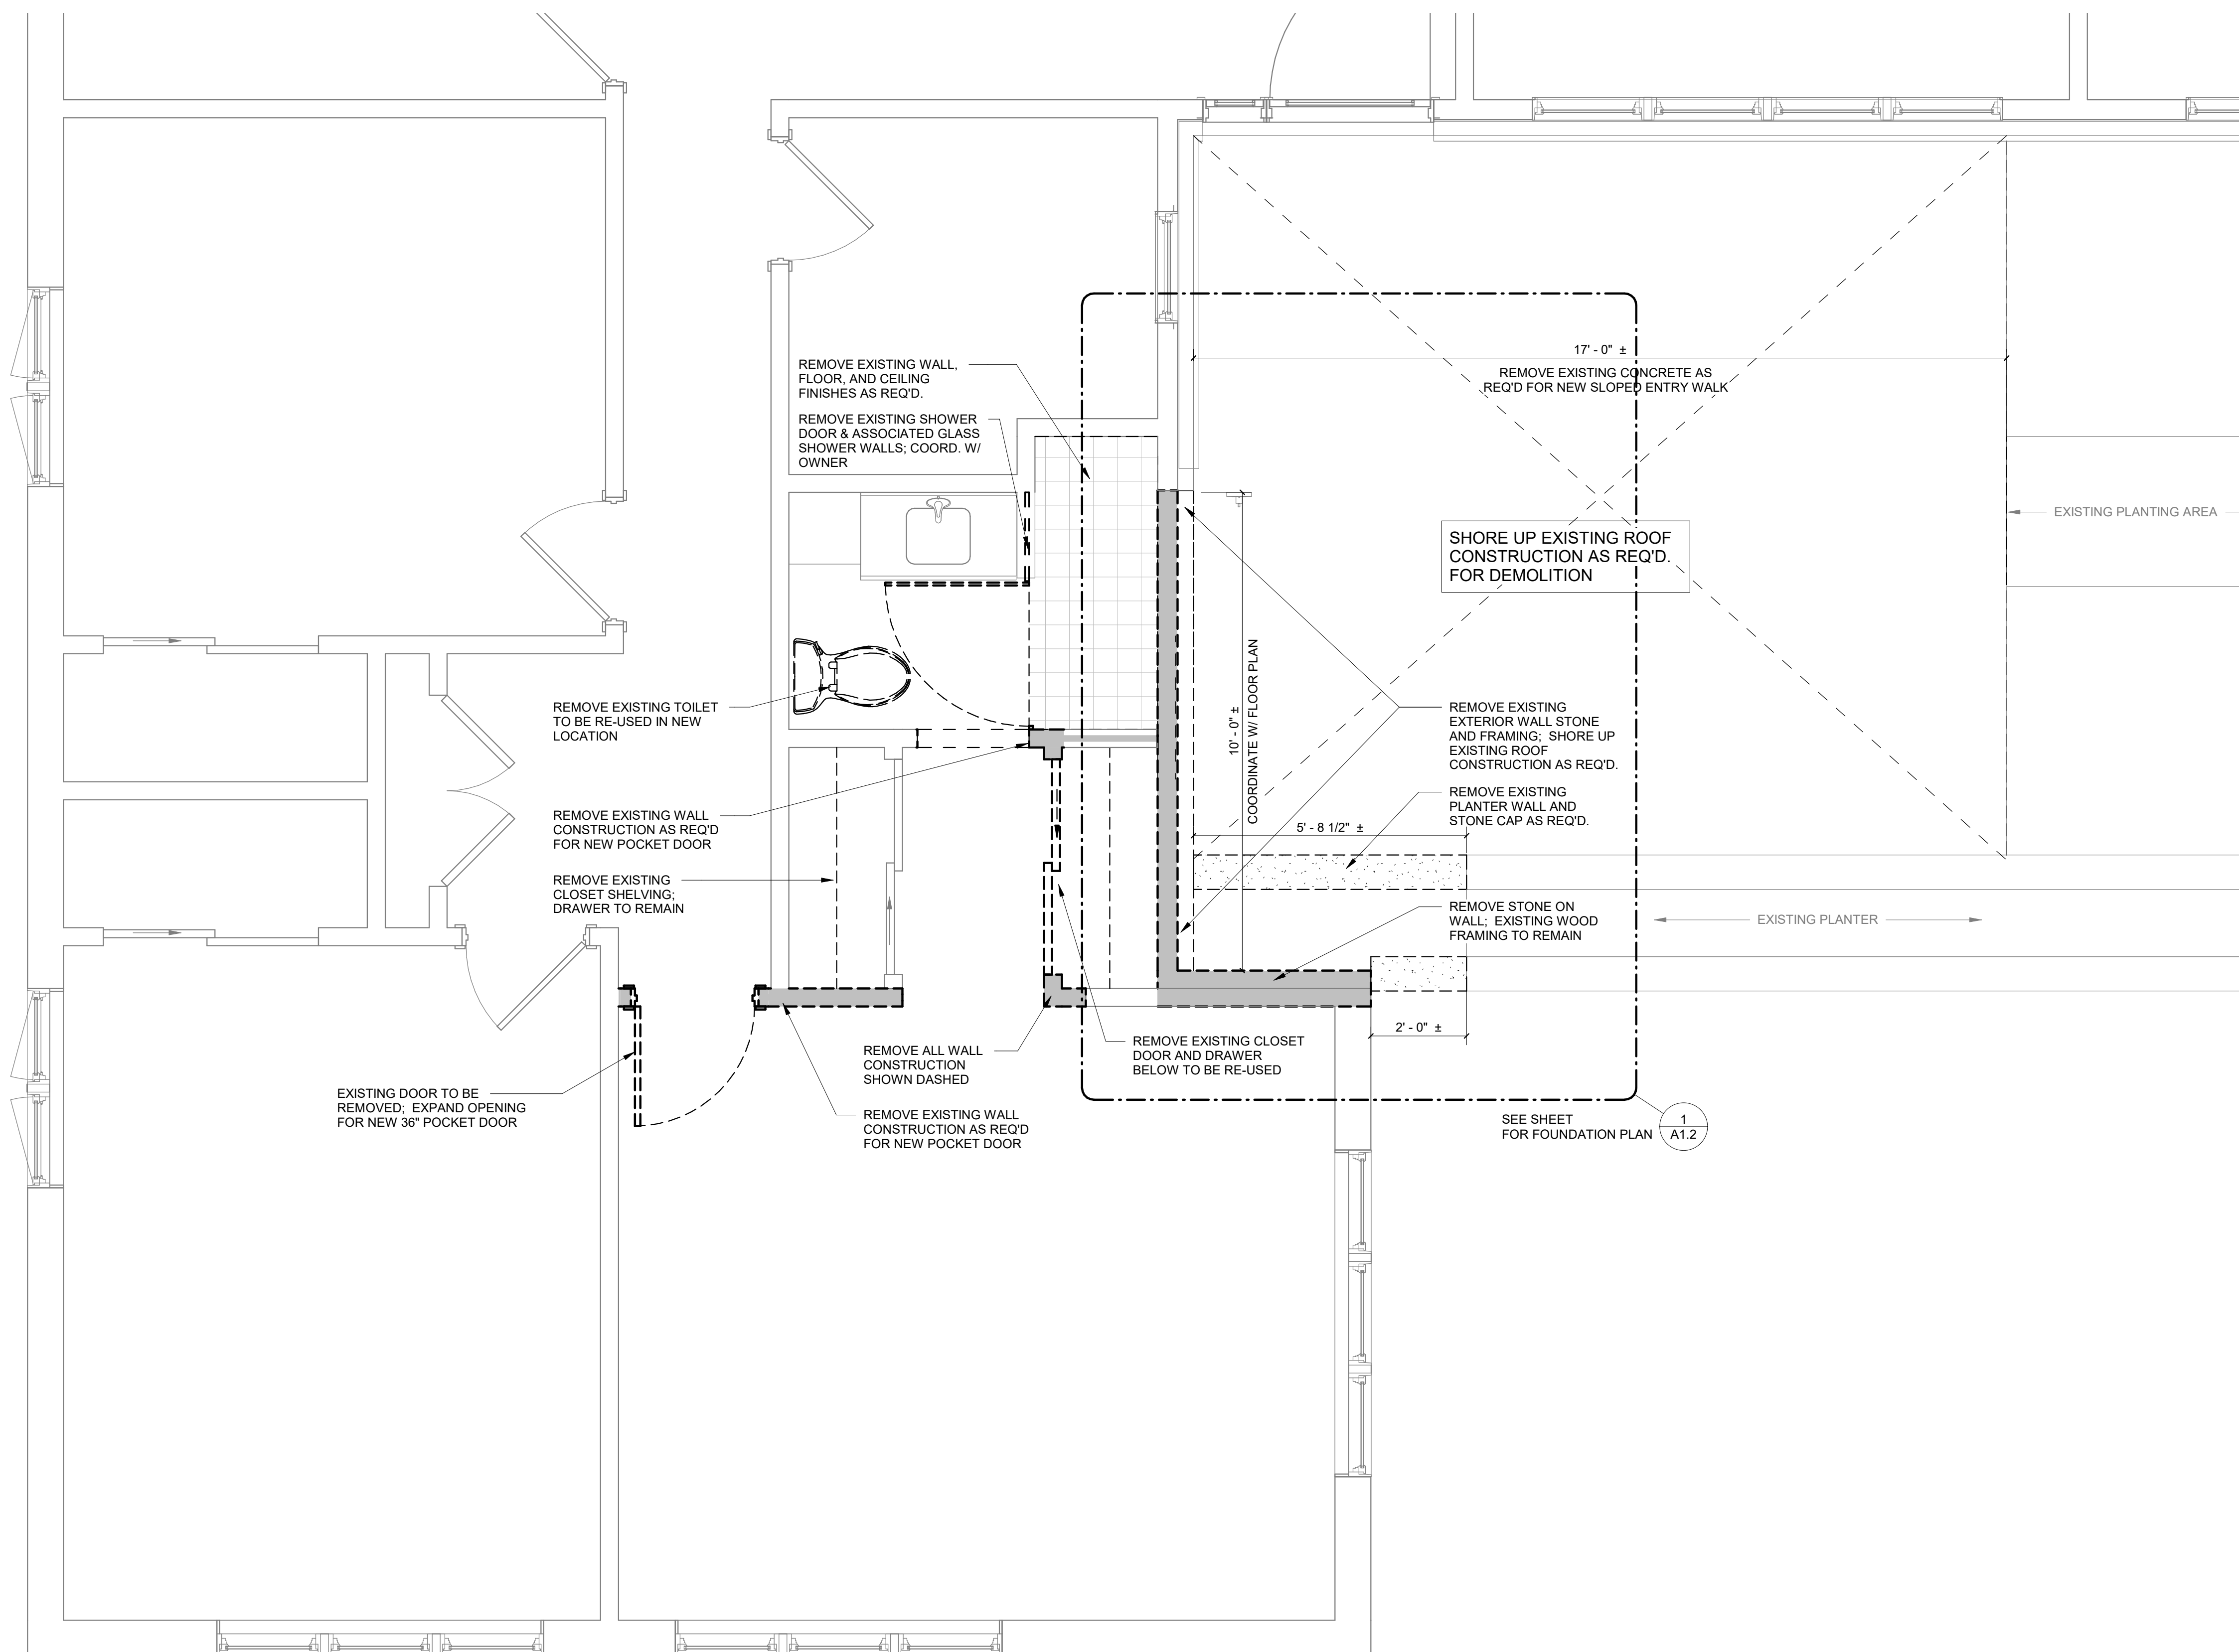 REMOVE EXISTING WALL,
FLOOR, AND CEILING
FINISHES AS REQ'D.
REMOVE EXISTING SHOWER
DOOR & ASSOCIATED GLASS
SHOWER WALLS; COORD. W/
OWNER
17' - 0" ±
REMOVE EXISTING CONCRETE AS
REQ'D FOR NEW SLOPED ENTRY WALK
EXISTING PLANTING AREA
SHORE UP EXISTING ROOF
CONSTRUCTION AS REQ'D.
FOR DEMOLITION
10' - 0" ±
COORDINATE W/ FLOOR PLAN
REMOVE EXISTING TOILET
TO BE RE-USED IN NEW
LOCATION
REMOVE EXISTING
EXTERIOR WALL STONE
AND FRAMING; SHORE UP
EXISTING ROOF
CONSTRUCTION AS REQ'D.
REMOVE EXISTING
PLANTER WALL AND
STONE CAP AS REQ'D.
5' - 8 1/2" ±
REMOVE EXISTING WALL
CONSTRUCTION AS REQ'D
FOR NEW POCKET DOOR
REMOVE EXISTING
CLOSET SHELVING;
DRAWER TO REMAIN
REMOVE STONE ON
WALL; EXISTING WOOD
FRAMING TO REMAIN
EXISTING PLANTER
2' - 0" ±
REMOVE ALL WALL
CONSTRUCTION
SHOWN DASHED
REMOVE EXISTING CLOSET
DOOR AND DRAWER
BELOW TO BE RE-USED
EXISTING DOOR TO BE
REMOVED; EXPAND OPENING
FOR NEW 36" POCKET DOOR
REMOVE EXISTING WALL
CONSTRUCTION AS REQ'D
FOR NEW POCKET DOOR
SEE SHEET
FOR FOUNDATION PLAN
1
A1.2